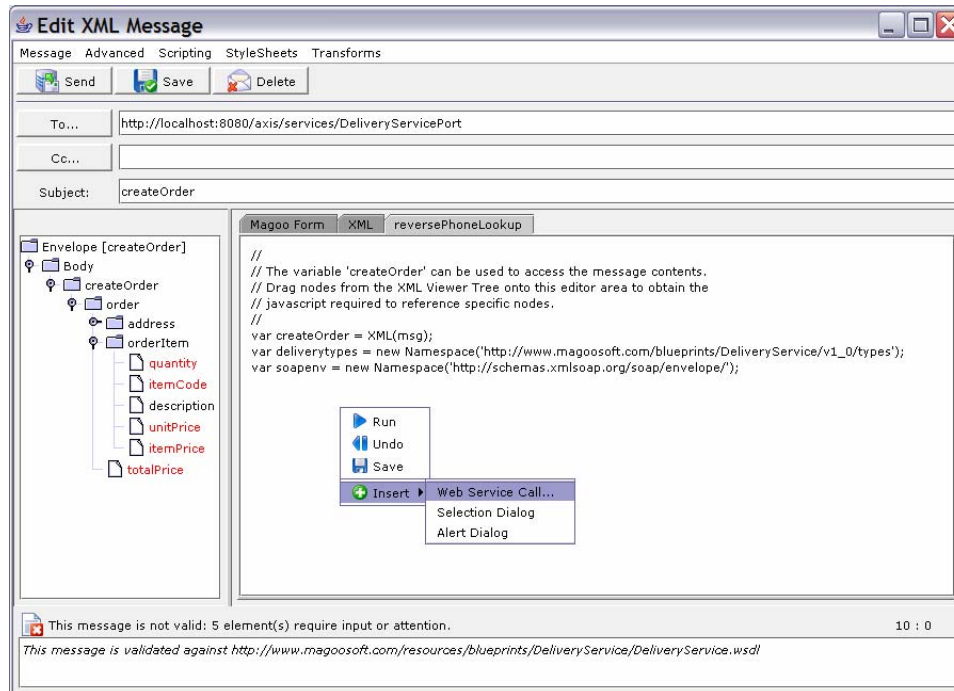 Edit XML Message
Message Advanced Scripting StyleSheets Transforms
Send Save Delete
To... http://localhost:8080/axis/services/DeliveryServicePort
Cc...
Subject: createOrder
Magoo Form XML reversePhoneLookup
Envelope [createOrder]
Body
createOrder
order
address
orderItem
quantity
itemCode
description
unitPrice
itemPrice
totalPrice
//
// The variable 'createOrder' can be used to access the message contents.
// Drag nodes from the XML Viewer Tree onto this editor area to obtain the
// javascript required to reference specific nodes.
//
var createOrder = XML(msg);
var deliverytypes = new Namespace('http://www.magoosoft.com/blueprints/DeliveryService/v1_0/types');
var soapenv = new Namespace('http://schemas.xmlsoap.org/soap/envelope/');
Run
Undo
Save
Insert
Web Service Call...
Selection Dialog
Alert Dialog
This message is not valid: 5 element(s) require input or attention. 10 : 0
This message is validated against http://www.magoosoft.com/resources/blueprints/DeliveryService/DeliveryService.wsdl